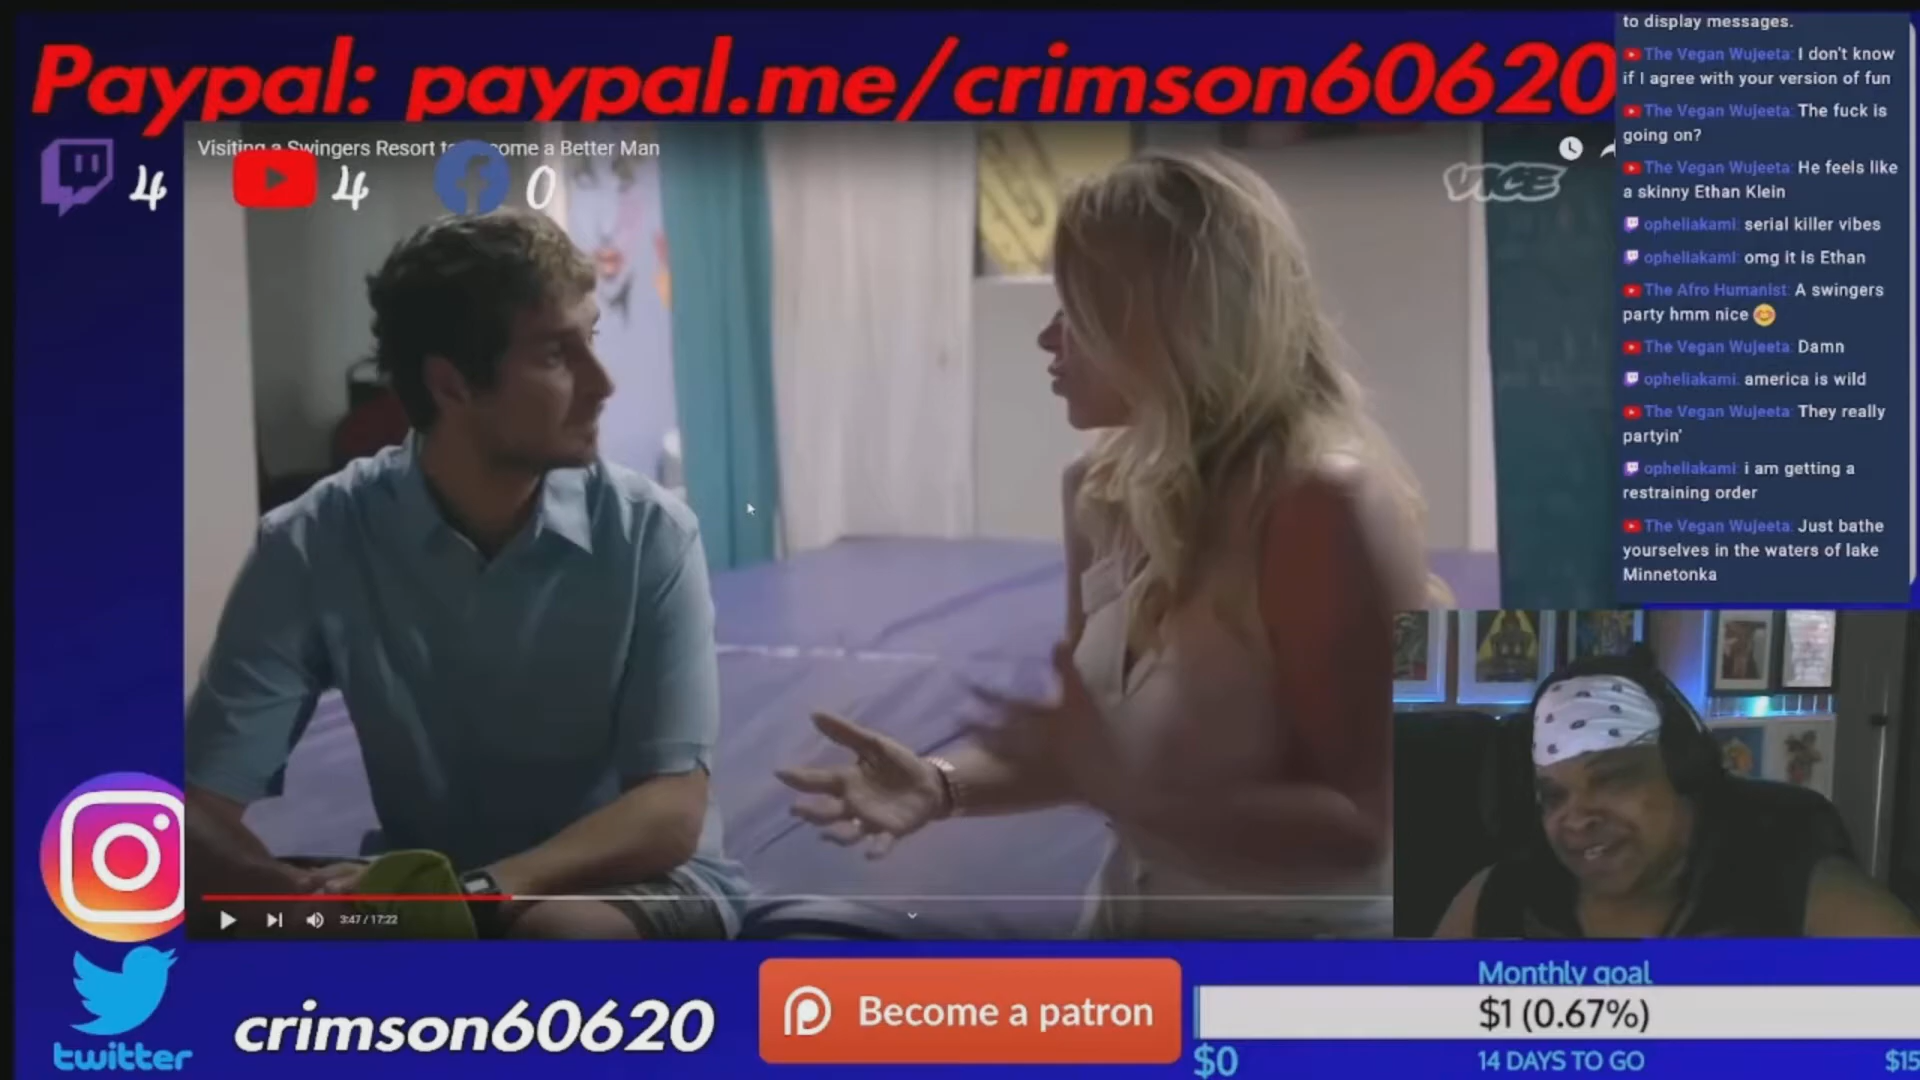 Paypal: paypal.me/crimson60620
Visiting a Swingers Resort to ome a Better Man
4
4
0
VICE
to display messages.
The Vegan Wujeeta: I don't know
if I agree with your version of fun
The Vegan Wujeeta: The fuck is
going on?
The Vegan Wujeeta: He feels like
a skinny Ethan Klein
opheliakami: serial killer vibes
opheliakami: omg it is Ethan
The Afro Humanist: A swingers
party hmm nice
The Vegan Wujeeta: Damn
opheliakami: america is wild
The Vegan Wujeeta: They really
partyin'
opheliakami: i am getting a
restraining order
The Vegan Wujeeta: Just bathe
yourselves in the waters of lake
Minnetonka
3:47 / 17:22
twitter
crimson60620
Become a patron
Monthly goal
$1 (0.67%)
$0
14 DAYS TO GO
$15